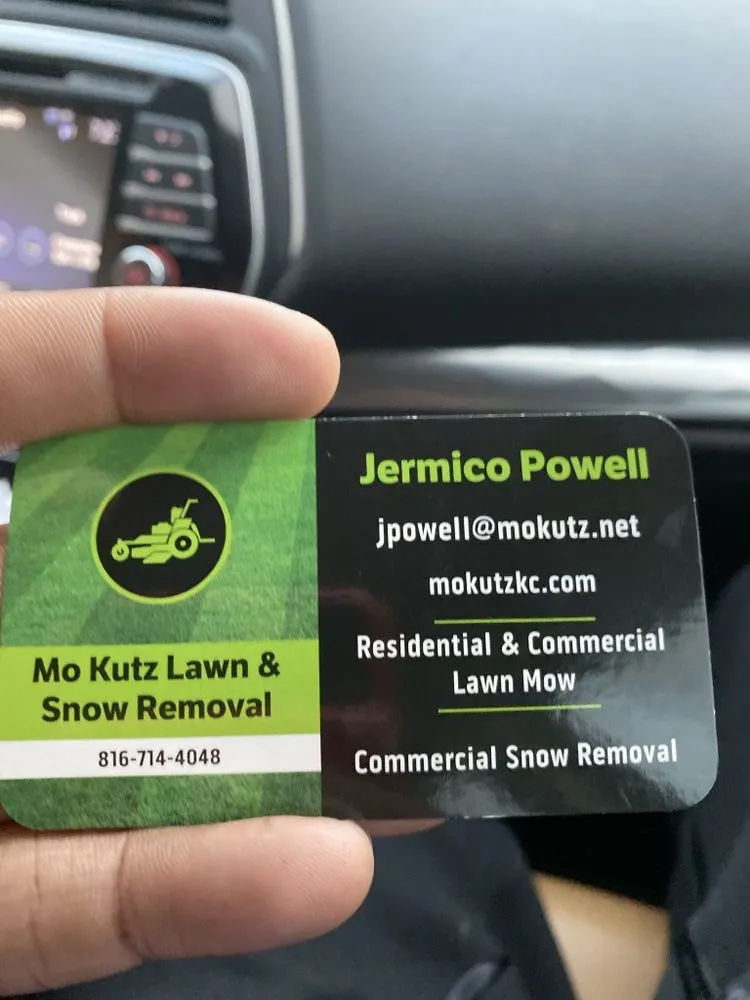 Jermico Powell
jpowell@mokutz.net
mokutzkc.com
Residential & Commercial
Lawn Mow
Commercial Snow Removal
Mo Kutz Lawn &
Snow Removal
816-714-4048